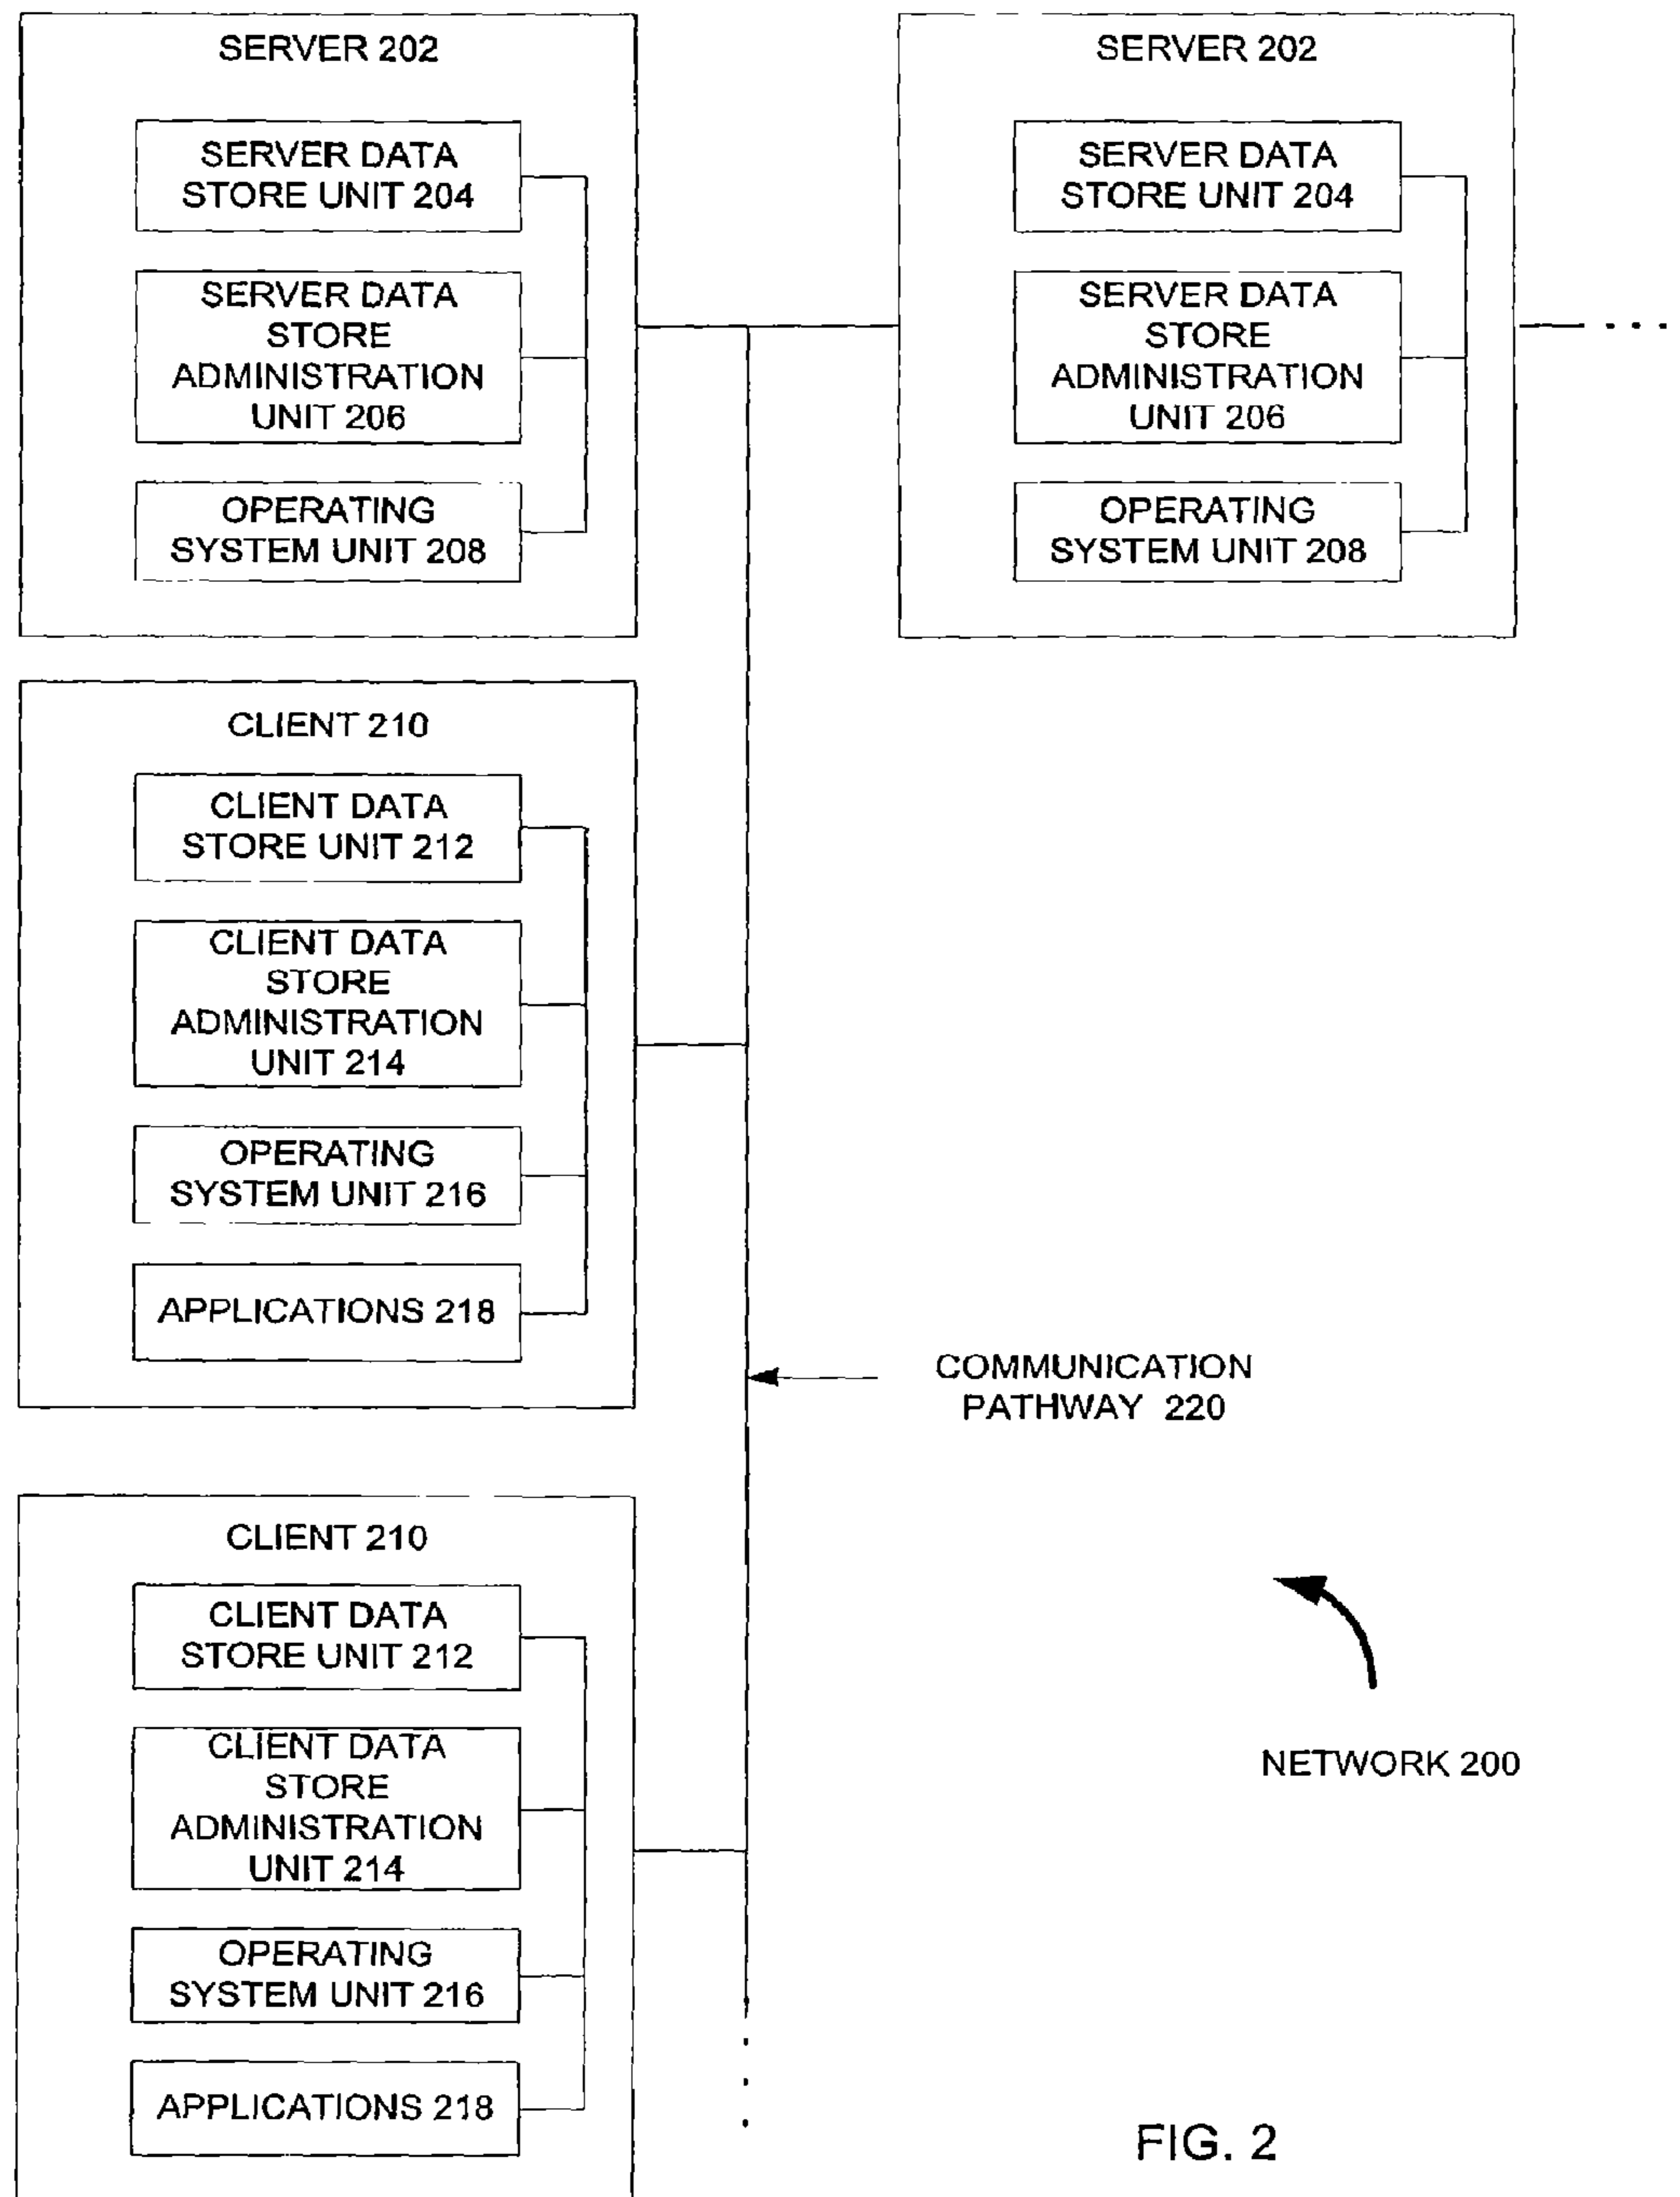 SERVER 202
SERVER DATA
STORE UNIT 204
SERVER DATA
STORE
ADMINISTRATION
UNIT 206
OPERATING
SYSTEM UNIT 208
SERVER 202
SERVER DATA
STORE UNIT 204
SERVER DATA
STORE
ADMINISTRATION
UNIT 206
OPERATING
SYSTEM UNIT 208
CLIENT 210
CLIENT DATA
STORE UNIT 212
CLIENT DATA
STORE
ADMINISTRATION
UNIT 214
OPERATING
SYSTEM UNIT 216
APPLICATIONS 218
COMMUNICATION
PATHWAY 220
CLIENT 210
CLIENT DATA
STORE UNIT 212
CLIENT DATA
STORE
ADMINISTRATION
UNIT 214
OPERATING
SYSTEM UNIT 216
APPLICATIONS 218
NETWORK 200
FIG. 2